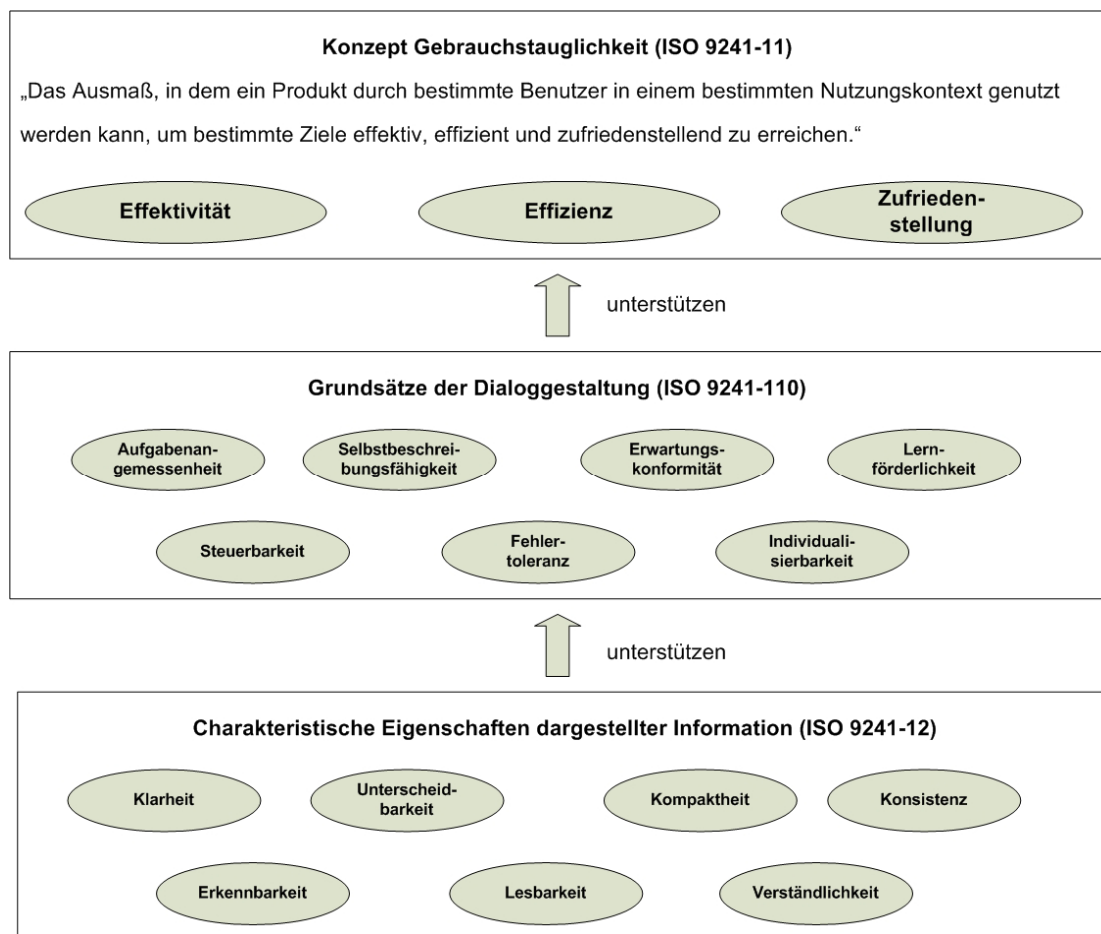 Konzept Gebrauchstauglichkeit (ISO 9241-11)
„Das Ausmaß, in dem ein Produkt durch bestimmte Benutzer in einem bestimmten Nutzungskontext genutzt
werden kann, um bestimmte Ziele effektiv, effizient und zufriedenstellend zu erreichen.“
Effektivität
Effizienz
Zufrieden-
stellung
unterstützen
Grundsätze der Dialoggestaltung (ISO 9241-110)
Aufgabenan-
gemessenheit
Selbstbeschrei-
bungsfähigkeit
Erwartungs-
konformität
Lern-
förderlichkeit
Steuerbarkeit
Fehler-
toleranz
Individuali-
sierbarkeit
unterstützen
Charakteristische Eigenschaften dargestellter Information (ISO 9241-12)
Klarheit
Unterscheid-
barkeit
Kompaktheit
Konsistenz
Erkennbarkeit
Lesbarkeit
Verständlichkeit